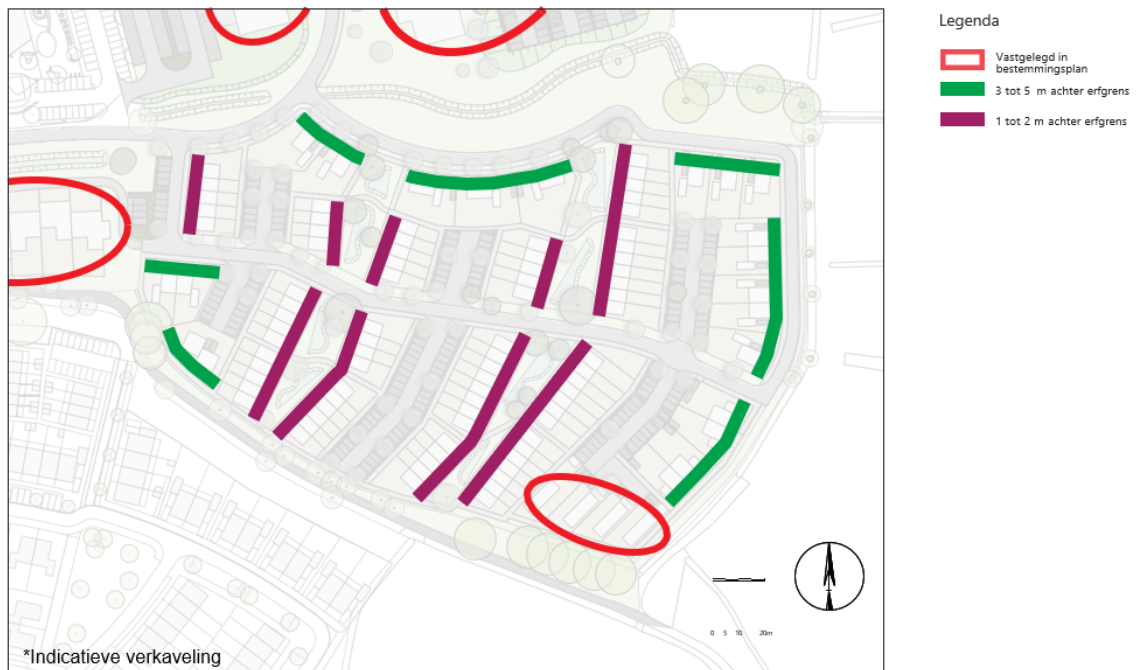 Legenda
Vastgelegd in
bestemmingsplan
3 tot 5 m achter erfgrens
1 tot 2 m achter erfgrens
0 5 10 20m
*Indicatieve verkaveling